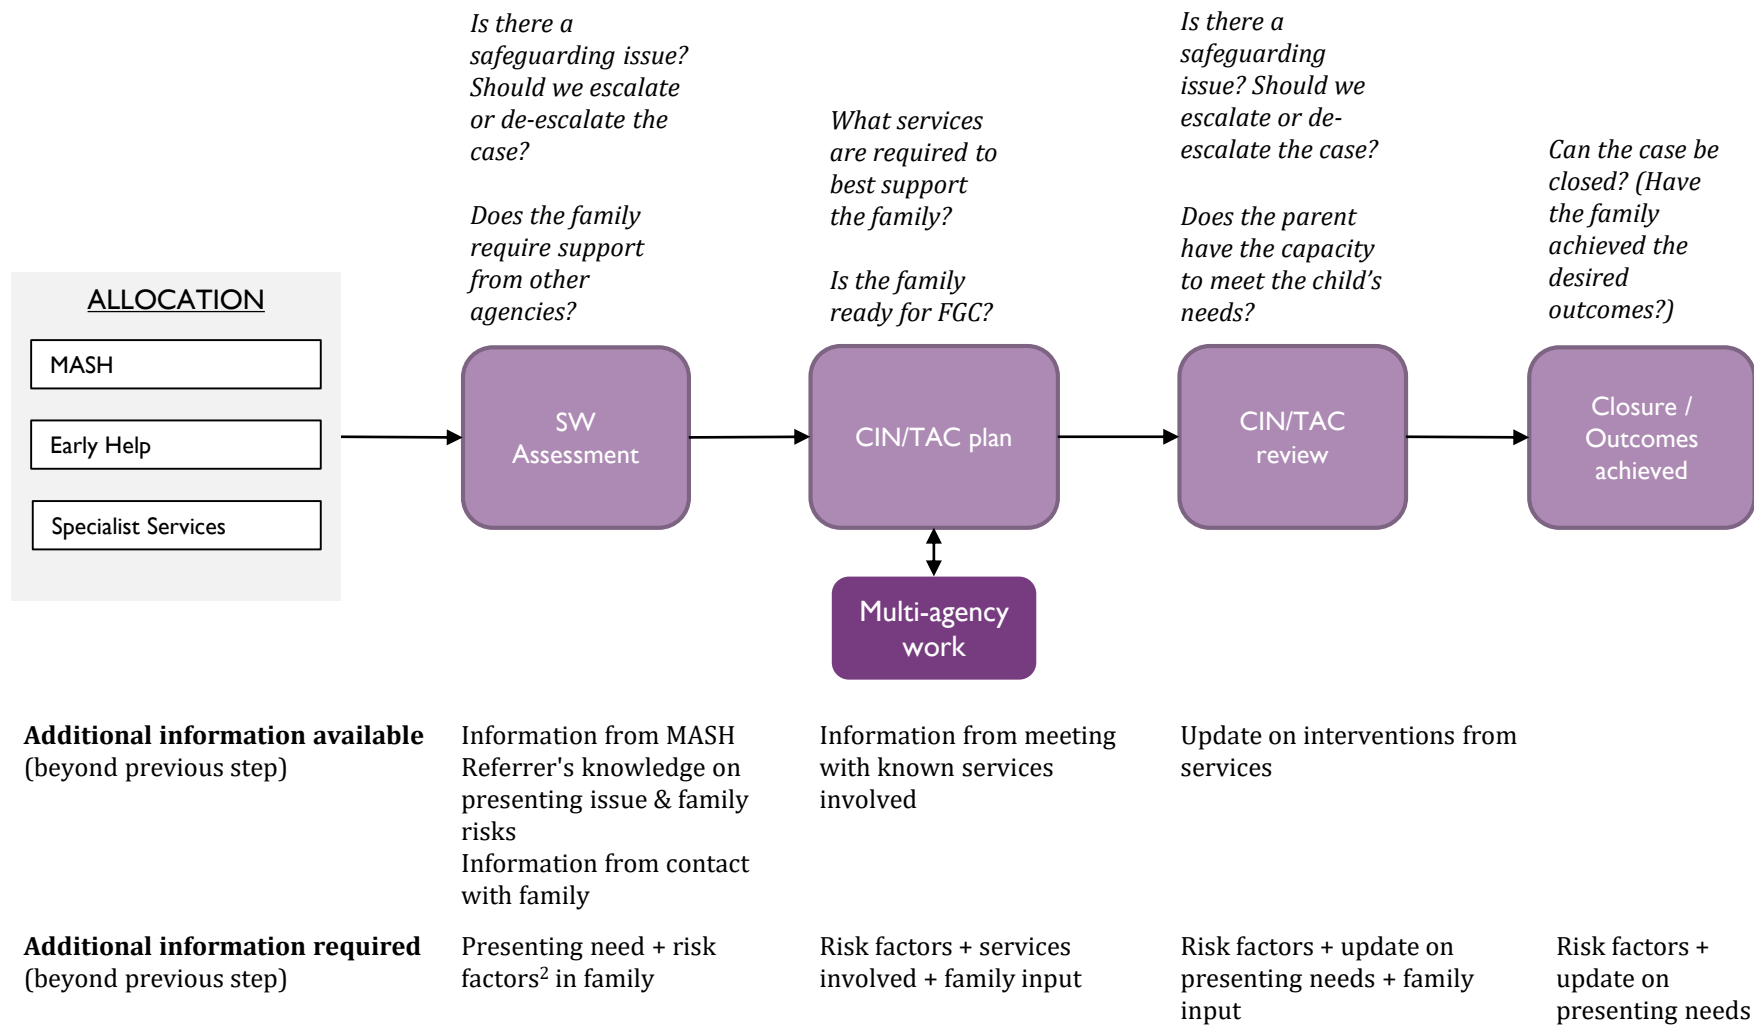 Is there a
safeguarding issue?
Should we escalate
or de-escalate the
case?
Does the family
require support
from other
agencies?
What services
are required to
best support
the family?
Is the family
ready for FGC?
Is there a
safeguarding
issue? Should we
escalate or de-
escalate the case?
Does the parent
have the capacity
to meet the child’s
needs?
Can the case be
closed? (Have
the family
achieved the
desired
outcomes?)
ALLOCATION
MASH
Early Help
Specialist Services
SW
Assessment
CIN/TAC plan
CIN/TAC
review
Closure /
Outcomes
achieved
Multi-agency
work
Additional information available
(beyond previous step)
Information from MASH
Referrer's knowledge on
presenting issue & family
risks
Information from contact
with family
Information from meeting
with known services
involved
Update on interventions from
services
Additional information required
(beyond previous step)
Presenting need + risk
factors² in family
Risk factors + services
involved + family input
Risk factors + update on
presenting needs + family
input
Risk factors +
update on
presenting needs